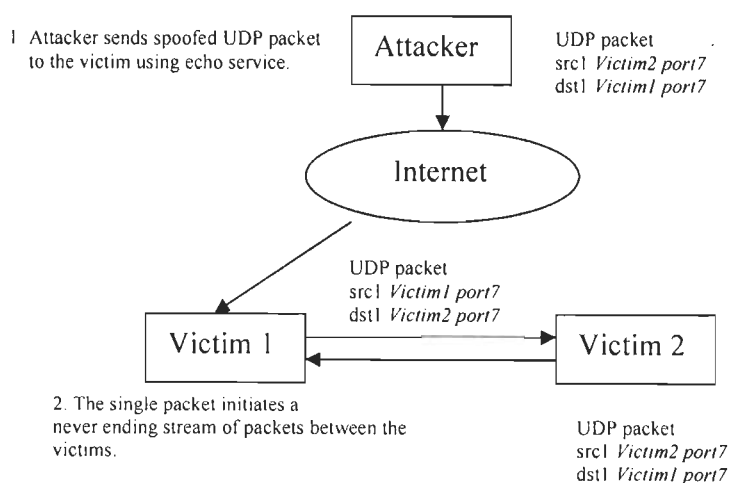 1 Attacker sends spoofed UDP packet
to the victim using echo service.
Attacker
UDP packet
src1 Victim2 port7
dst1 Victim1 port7
Internet
UDP packet
src1 Victim1 port7
dst1 Victim2 port7
Victim 1
Victim 2
2. The single packet initiates a
never ending stream of packets between the
victims.
UDP packet
src1 Victim2 port7
dst1 Victim1 port7